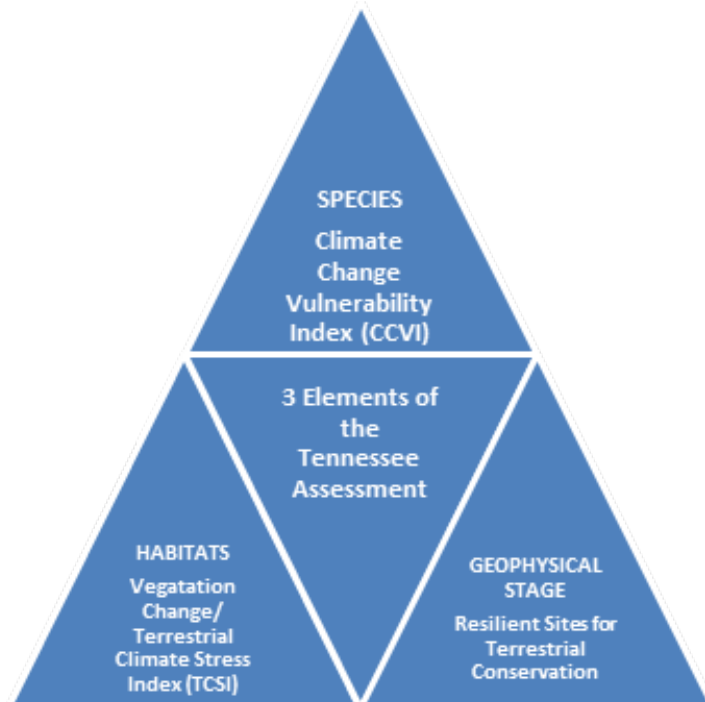 SPECIES
Climate
Change
Vulnerability
Index (CCVI)
3 Elements of
the
Tennessee
Assessment
HABITATS
Vegatation
Change/
Terrestrial
Climate Stress
Index (TCSI)
GEOPHYSICAL
STAGE
Resilient Sites for
Terrestrial
Conservation